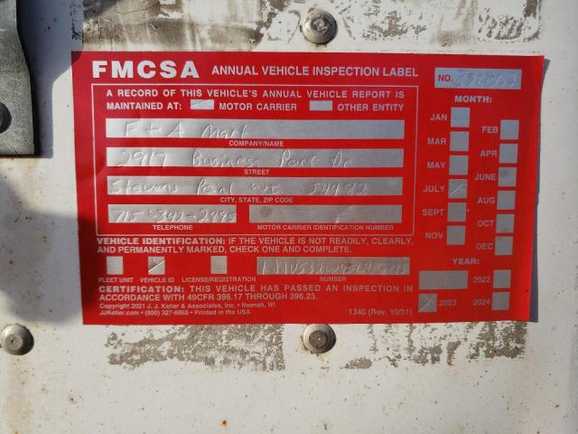 FMCSA ANNUAL VEHICLE INSPECTION LABEL NO.
A RECORD OF THIS VEHICLE'S ANNUAL VEHICLE REPORT IS
MAINTAINED AT: MOTOR CARRIER OTHER ENTITY
F + A
COMPANY/NAME
2917 Business Park Dr
STREET
Stevens Point
CITY, STATE, ZIP CODE
TELEPHONE MOTOR CARRIER IDENTIFICATION NUMBER
VEHICLE IDENTIFICATION: IF THE VEHICLE IS NOT READILY, CLEARLY,
AND PERMANENTLY MARKED, CHECK ONE AND COMPLETE.
FLEET UNIT VEHICLE ID LICENSE/REGISTRATION NUMBER
CERTIFICATION: THIS VEHICLE HAS PASSED AN INSPECTION IN
ACCORDANCE WITH 49CFR 396.17 THROUGH 396.23.
Copyright 2021 J. J. Keller & Associates, Inc. • Neenah, WI
JJKeller.com • (800) 327-6868 • Printed in the USA
1340 (Rev. 10/21)
MONTH:
JAN FEB
MAR APR
MAY JUNE
JULY AUG
SEPT OCT
NOV DEC
YEAR:
2022
2023 2024